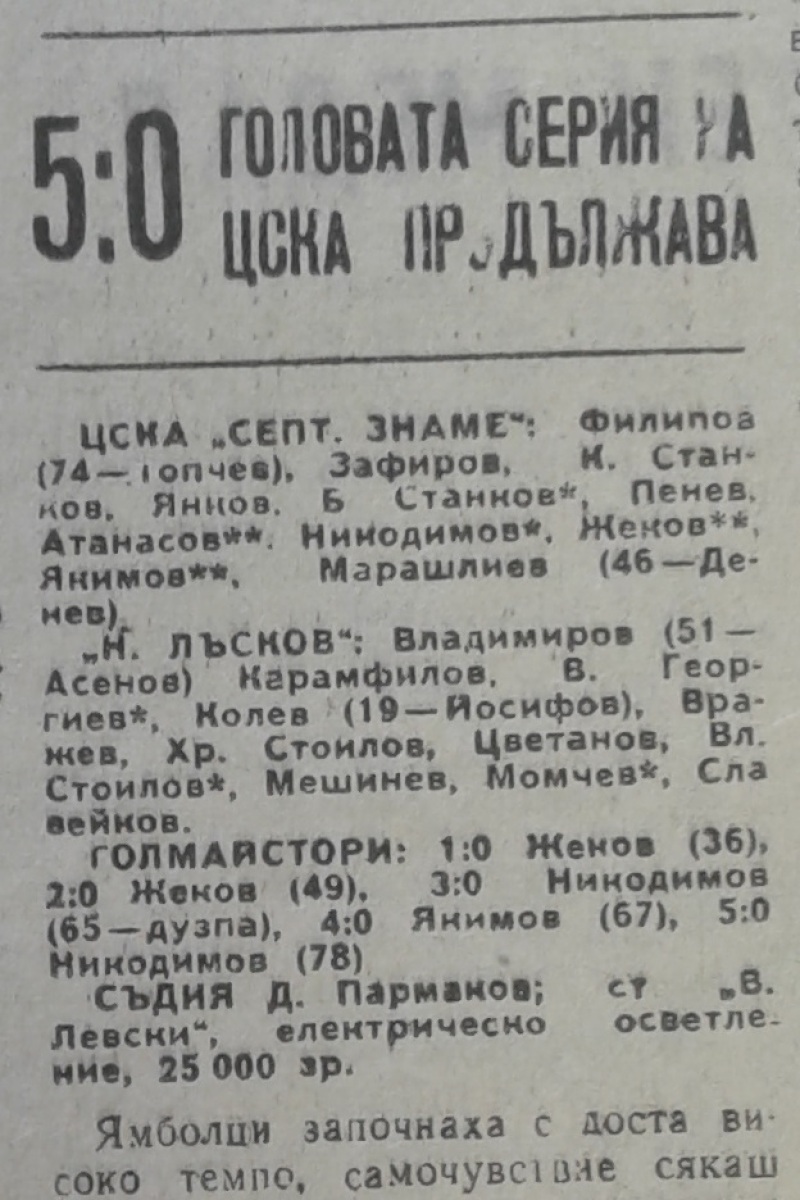 5:0 ГОЛОВАТА СЕРИЯ НА
ЦСКА ПРОДЪЛЖАВА
ЦСКА „СЕПТ. ЗНАМЕ“: Филипов
(74—Топчев), Зафиров, К. Стан-
ков, Янков, Б Станков*, Пенев,
Атанасов**, Никодимов*, Жеков**,
Якимов**, Марашлиев (46—Де-
нев).
„Н. ЛЪСКОВ“: Владимиров (51—
Асенов) Карамфилов, В. Геор-
гиев*, Колев (19—Йосифов), Вра-
жев, Хр. Стоилов, Цветанов, Вл.
Стоилов*, Мешинев, Момчев*, Сла
вейков.
ГОЛМАЙСТОРИ: 1:0 Жеков (36),
2:0 Жеков (49), 3:0 Никодимов
(65—дузпа), 4:0 Якимов (67), 5:0
Никодимов (78)
СЪДИЯ Д. Парманов; ст „В.
Левски“, електрическо осветле-
ние, 25 000 зр.
Ямболци започнаха с доста ви-
соко темпо, самочувствие сякаш